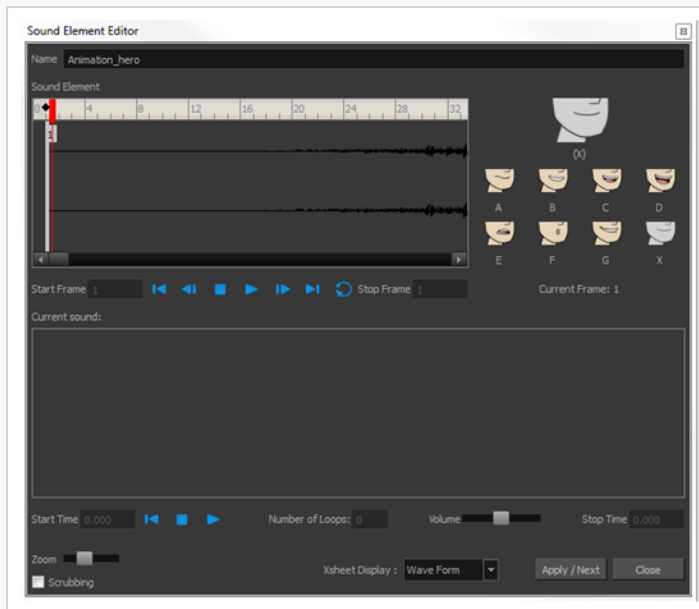 Sound Element Editor
Name Animation_hero
Sound Element
0 4 8 12 16 20 24 28 32
1
(X)
A B C D
E F G X
Start Frame 1 Stop Frame 1 Current Frame: 1
Current sound:
Start Time 0.000 Number of Loops: 0 Volume Stop Time 0.000
Zoom
Xsheet Display : Wave Form Apply / Next Close
Scrubbing